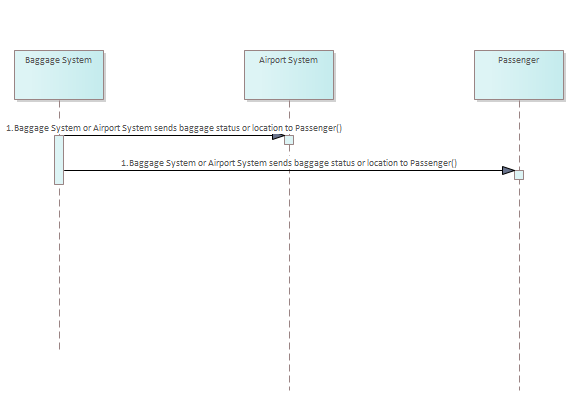 Baggage System
Airport System
Passenger
1.Baggage System or Airport System sends baggage status or location to Passenger()
1.Baggage System or Airport System sends baggage status or location to Passenger()